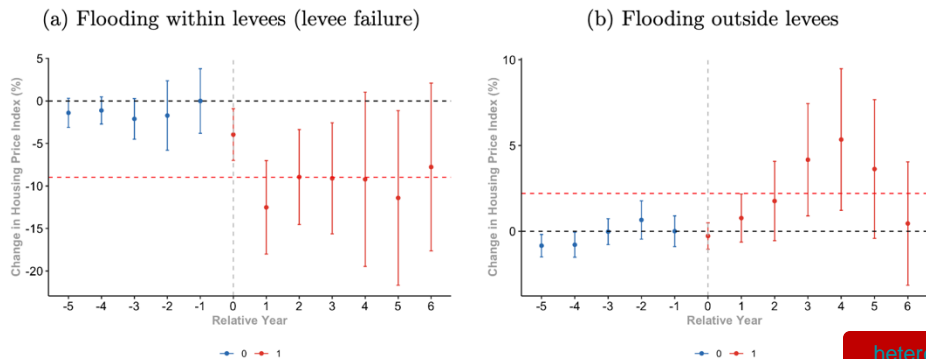 (a) Flooding within levees (levee failure)
Change in Housing Price Index (%)
5
0
-5
-10
-15
-20
-5 -4 -3 -2 -1 0 1 2 3 4 5 6
Relative Year
0 1
(b) Flooding outside levees
Change in Housing Price Index (%)
10
5
0
-5 -4 -3 -2 -1 0 1 2 3 4 5 6
Relative Year
0 1